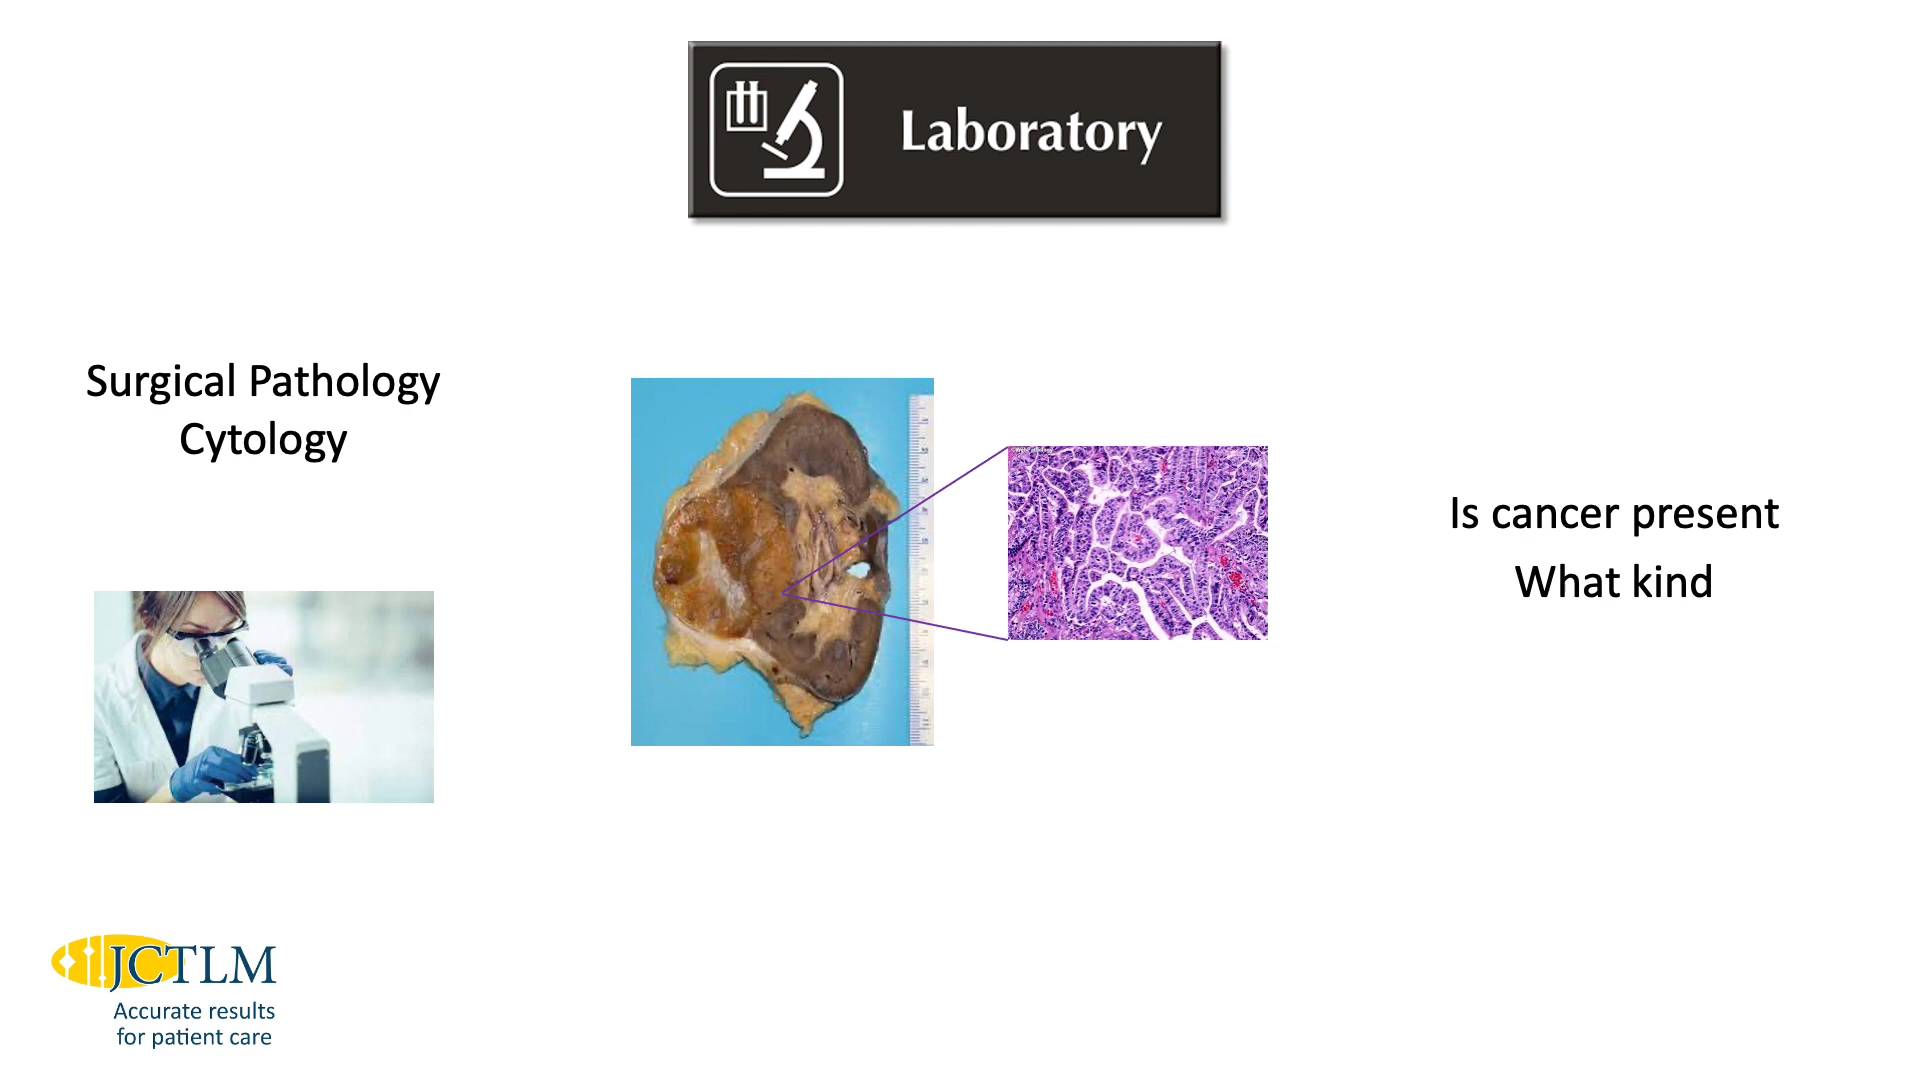 Laboratory
Surgical Pathology
Cytology
Is cancer present
What kind
JCTLM
Accurate results
for patient care